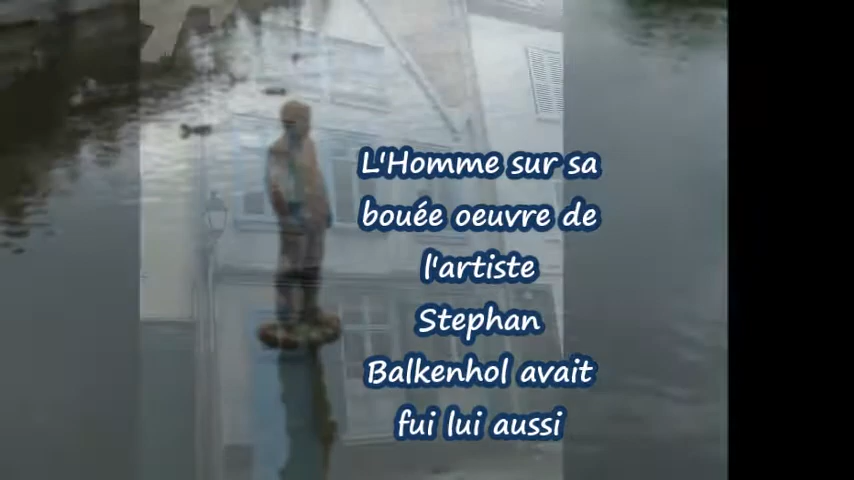 L'Homme sur sa
bouée oeuvre de
l'artiste
Stephan
Balkenhol avait
fui lui aussi